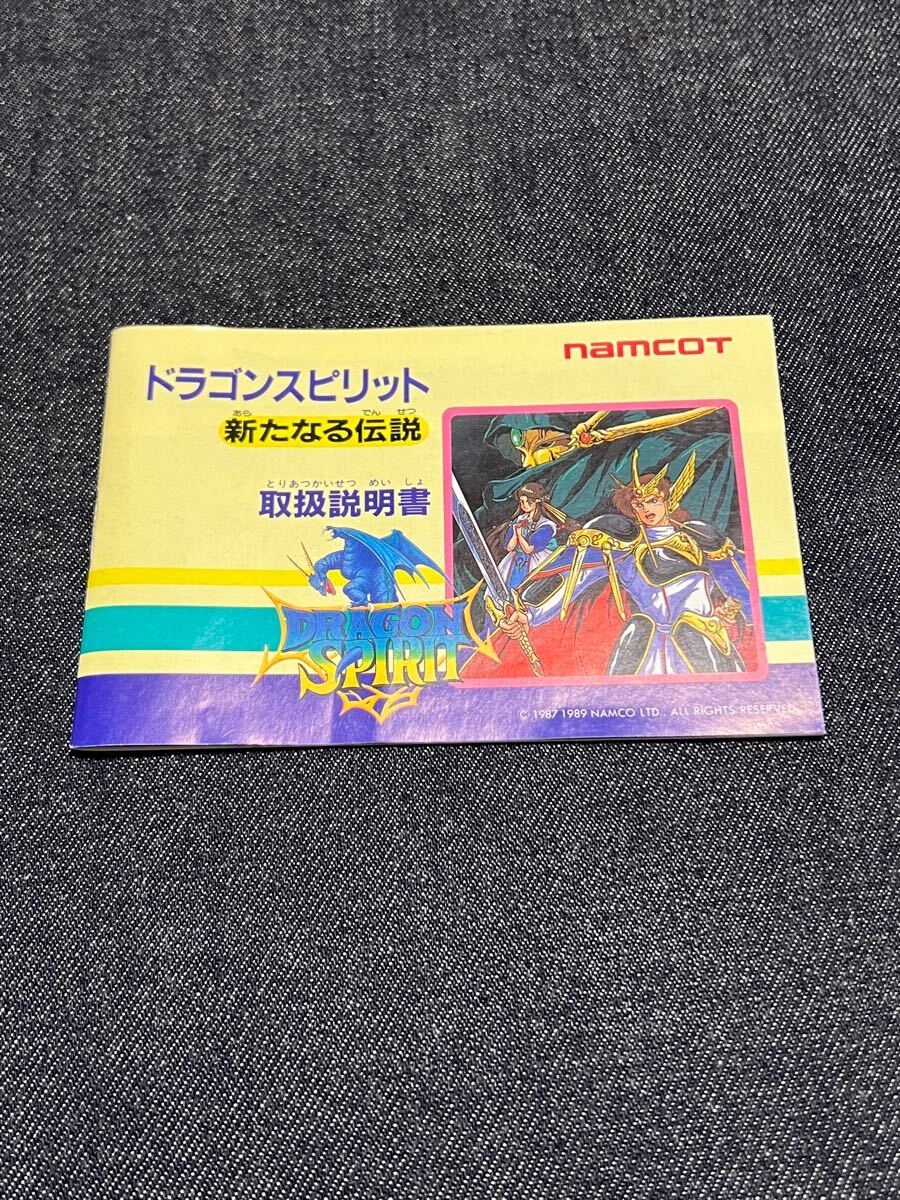 namcot
ドラゴンスピリット
あら でん せつ
新たなる伝説
とりあつかいせつ めい しょ
取扱説明書
DRAGON
SPIRIT
© 1987 1989 NAMCO LTD., ALL RIGHTS RESERVED.